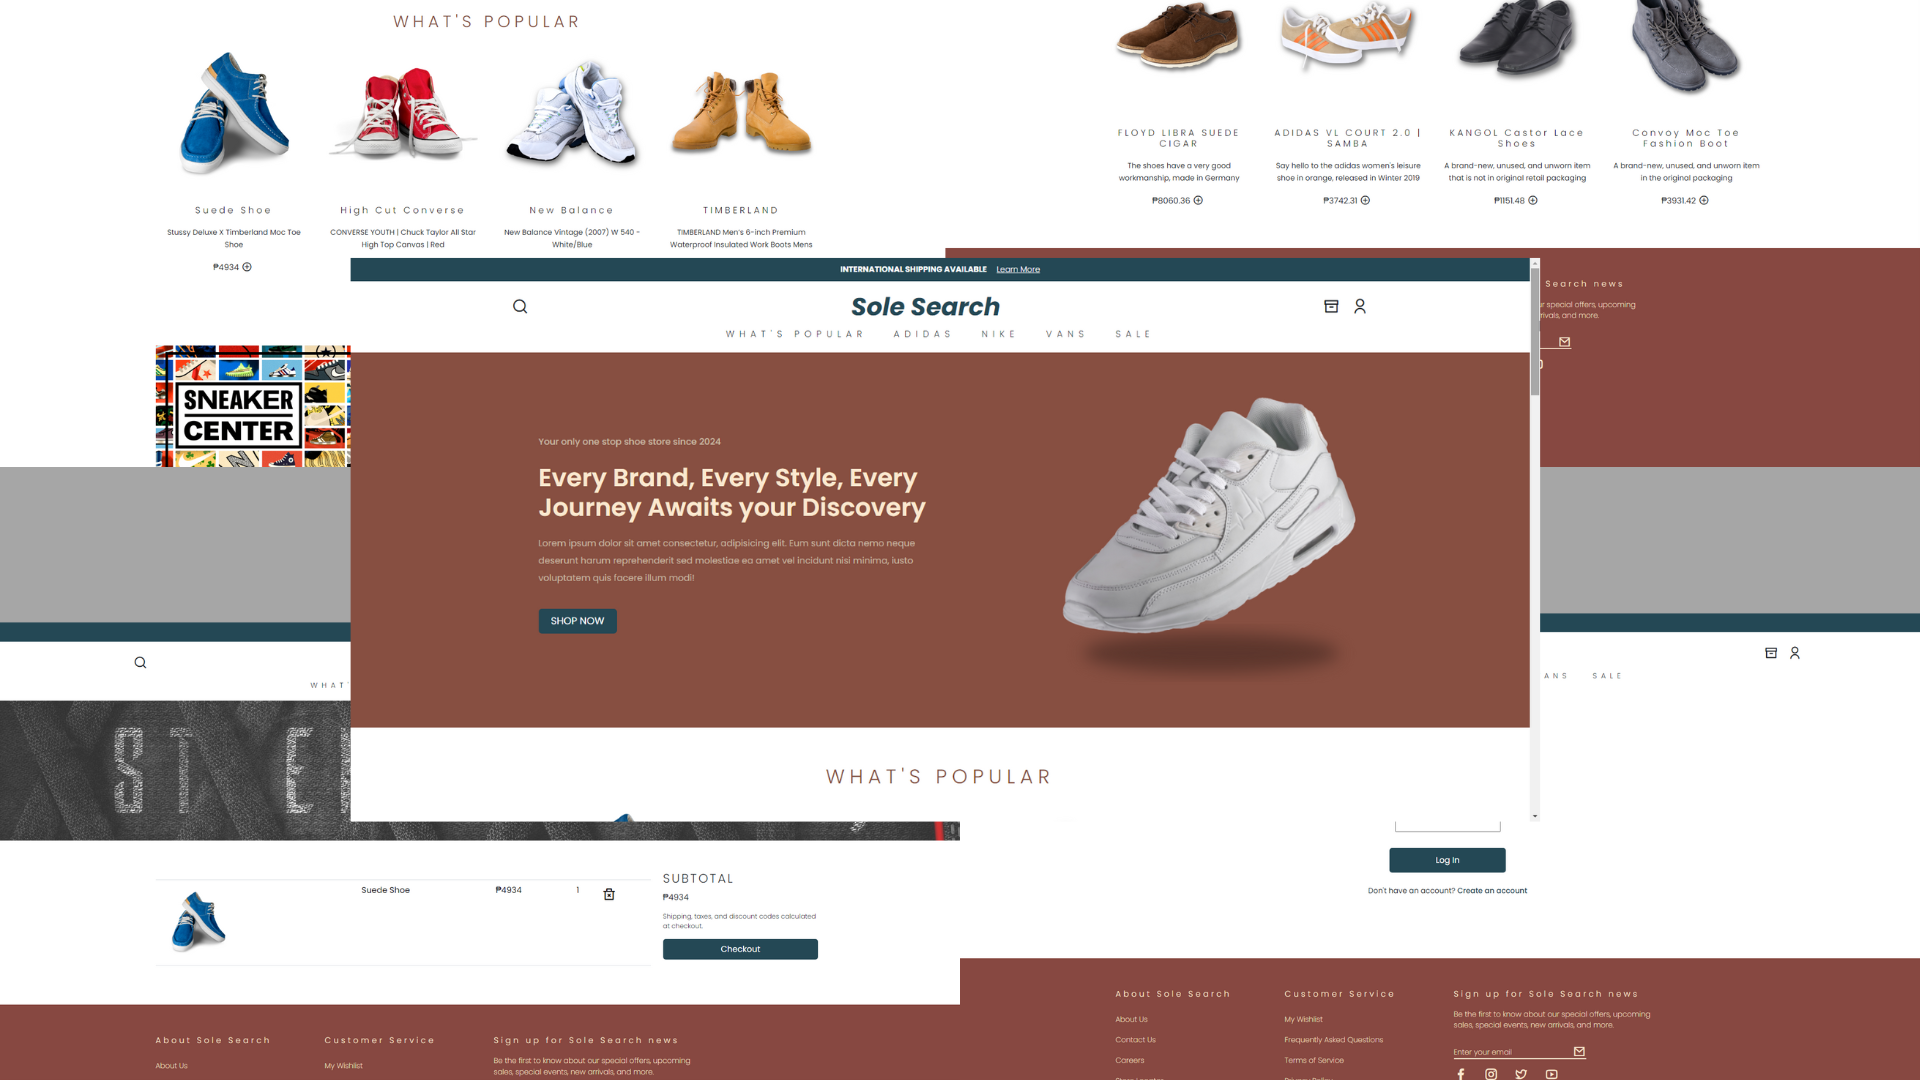 WHAT'S POPULAR
Suede Shoe
Stussy Deluxe X Timberland Moc Toe
Shoe
₱4934
High Cut Converse
CONVERSE YOUTH | Chuck Taylor All Star
High Top Canvas | Red
New Balance
New Balance Vintage (2007) W 540 -
White/Blue
TIMBERLAND
TIMBERLAND Men's 6-inch Premium
Waterproof Insulated Work Boots Mens
FLOYD LIBRA SUEDE
CIGAR
The shoes have a very good
workmanship, made in Germany
₱8060.36
ADIDAS VL COURT 2.0 |
SAMBA
Say hello to the adidas women's leisure
shoe in orange, released in Winter 2019
₱3742.31
KANGOL Castor Lace
Shoes
A brand-new, unused, and unworn item
that is not in original retail packaging
₱1151.48
Convoy Moc Toe
Fashion Boot
A brand-new, unused, and unworn item
in the original packaging
₱3931.42
Search news
special offers, upcoming
and more.
SNEAKER
CENTER
INTERNATIONAL SHIPPING AVAILABLE Learn More
Sole Search
WHAT'S POPULAR ADIDAS NIKE VANS SALE
Your only one stop shoe store since 2024
Every Brand, Every Style, Every
Journey Awaits your Discovery
Lorem ipsum dolor sit amet consectetur, adipisicing elit. Eum sunt dicta nemo neque
deserunt harum reprehenderit sed molestiae ea amet vel incidunt nisi minima, iusto
voluptatem quis facere illum modi!
SHOP NOW
WHAT'S POPULAR
WHAT'
ANS SALE
STE
Suede Shoe ₱4934 1
SUBTOTAL
₱4934
Shipping, taxes, and discount codes calculated
at checkout.
Checkout
Log In
Don't have an account? Create an account
About Sole Search
About Us
Customer Service
My Wishlist
Sign up for Sole Search news
Be the first to know about our special offers, upcoming
sales, special events, new arrivals, and more.
About Sole Search
About Us
Contact Us
Careers
Customer Service
My Wishlist
Frequently Asked Questions
Terms of Service
Sign up for Sole Search news
Be the first to know about our special offers, upcoming
sales, special events, new arrivals, and more.
Enter your email